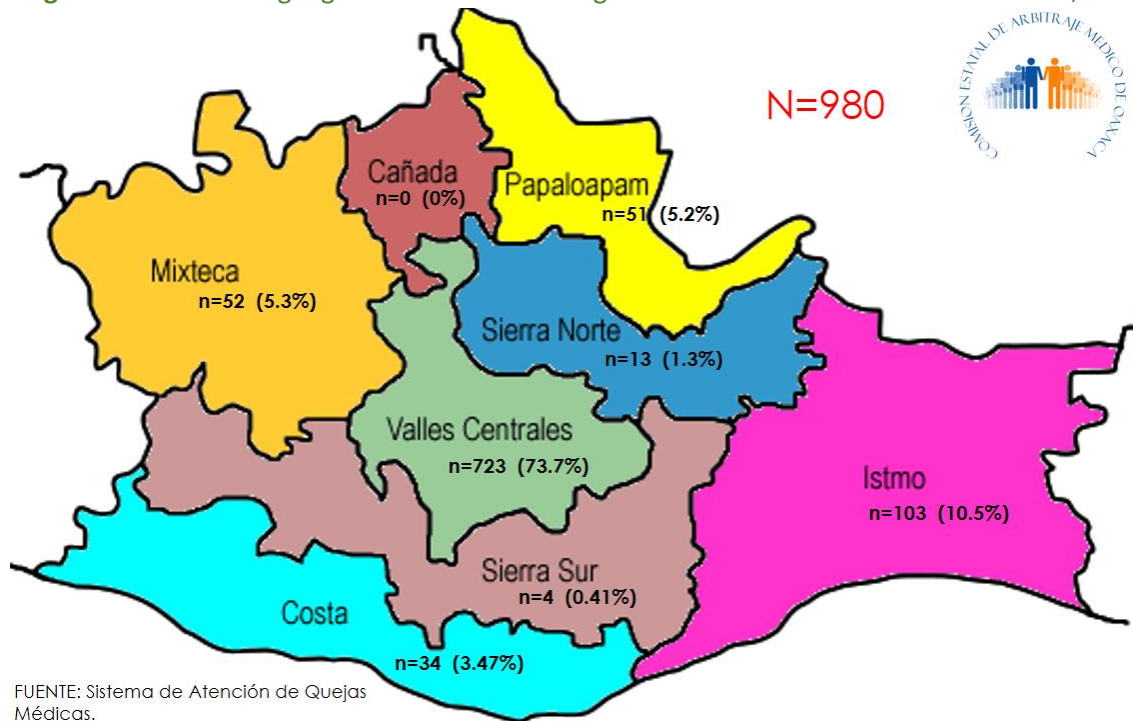 N=980
COMISION ESTATAL DE ARBITRAJE MEDICO DE OAXACA
Cañada
n=0 (0%)
Papaloapam
n=51 (5.2%)
Mixteca
n=52 (5.3%)
Sierra Norte
n=13 (1.3%)
Valles Centrales
n=723 (73.7%)
Istmo
n=103 (10.5%)
Sierra Sur
n=4 (0.41%)
Costa
n=34 (3.47%)
FUENTE: Sistema de Atención de Quejas
Médicas.